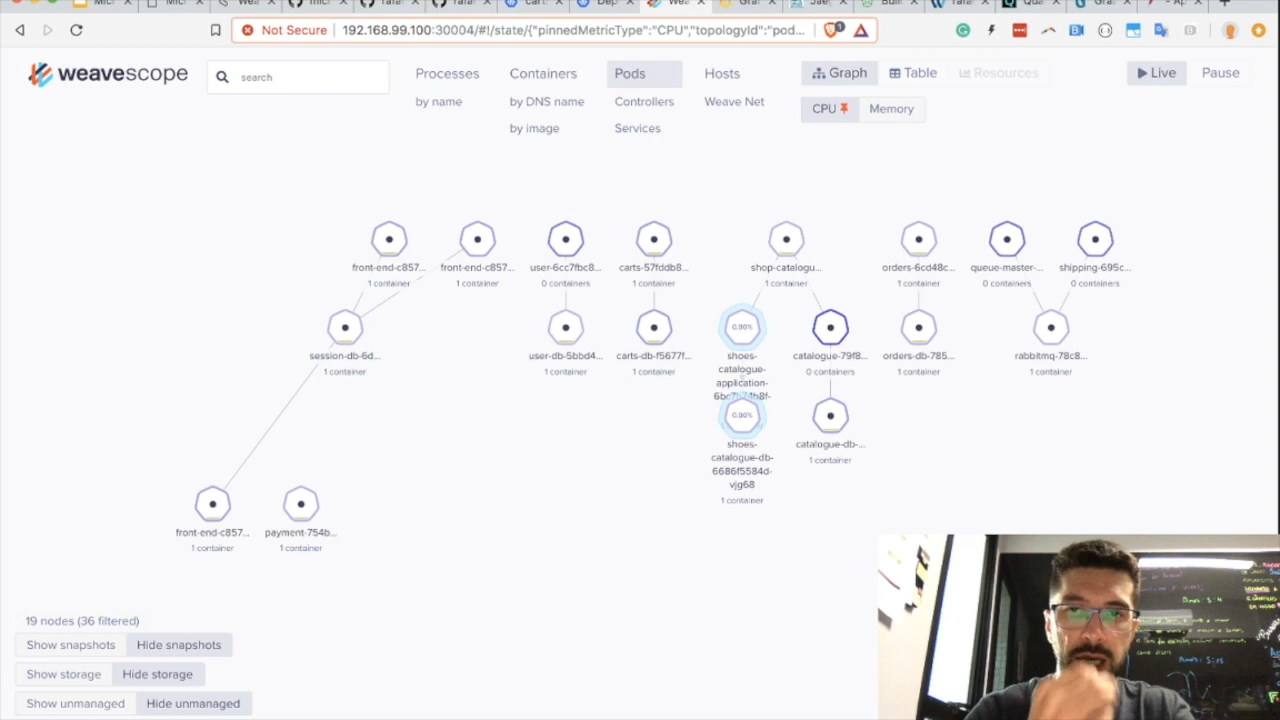 Not Secure 192.168.99.100:30004/#!/state/{"pinnedMetricType":"CPU","topologyId":"pod... 1
weavescope
search
Processes Containers Pods Hosts
by name by DNS name Controllers Weave Net
by image Services
Graph Table Resources
CPU Memory
Live Pause
front-end-c857... front-end-c857... user-6cc7fbc8... carts-57fddb8... shop-catalogu... orders-6cd48c... queue-master-... shipping-695c...
1 container 1 container 0 containers 1 container 1 container 1 container 0 containers 0 containers
0.00%
session-db-6d... user-db-5bbd4... carts-db-f5677f... shoes- catalogue-79f8... orders-db-785... rabbitmq-78c8...
1 container 1 container 1 container catalogue- 0 containers 1 container 1 container
application-
0.00%
shoes- catalogue-db-...
catalogue-db- 1 container
6686f5584d-
vjg68
1 container
front-end-c857... payment-754b...
1 container 1 container
19 nodes (36 filtered)
Show snapshots Hide snapshots
Show storage Hide storage
Show unmanaged Hide unmanaged